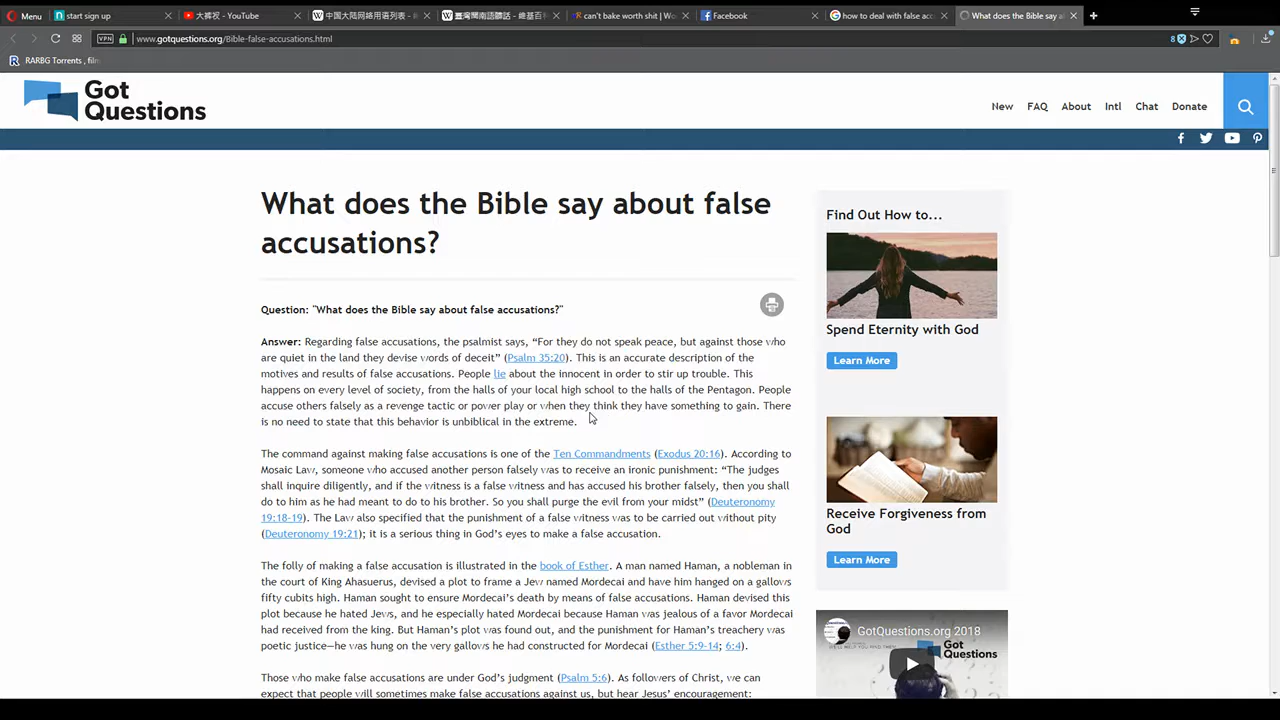 Menu
start sign up
大裤衩 - YouTube
中国大陆网络用语列表 - 维基百
臺灣閩南語髒話 - 維基百科
can't bake worth shit | Wo
Facebook
how to deal with false acc
What does the Bible say a
VPN
www.gotquestions.org/Bible-false-accusations.html
8
RARBG Torrents , film
Got
Questions
New FAQ About Intl Chat Donate
What does the Bible say about false
accusations?
Question: "What does the Bible say about false accusations?"
Answer: Regarding false accusations, the psalmist says, “For they do not speak peace, but against those who
are quiet in the land they devise words of deceit” (Psalm 35:20). This is an accurate description of the
motives and results of false accusations. People lie about the innocent in order to stir up trouble. This
happens on every level of society, from the halls of your local high school to the halls of the Pentagon. People
accuse others falsely as a revenge tactic or power play or when they think they have something to gain. There
is no need to state that this behavior is unbiblical in the extreme.
The command against making false accusations is one of the Ten Commandments (Exodus 20:16). According to
Mosaic Law, someone who accused another person falsely was to receive an ironic punishment: “The judges
shall inquire diligently, and if the witness is a false witness and has accused his brother falsely, then you shall
do to him as he had meant to do to his brother. So you shall purge the evil from your midst” (Deuteronomy
19:18-19). The Law also specified that the punishment of a false witness was to be carried out without pity
(Deuteronomy 19:21); it is a serious thing in God’s eyes to make a false accusation.
The folly of making a false accusation is illustrated in the book of Esther. A man named Haman, a nobleman in
the court of King Ahasuerus, devised a plot to frame a Jew named Mordecai and have him hanged on a gallows
fifty cubits high. Haman sought to ensure Mordecai’s death by means of false accusations. Haman devised this
plot because he hated Jews, and he especially hated Mordecai because Haman was jealous of a favor Mordecai
had received from the king. But Haman’s plot was found out, and the punishment for Haman’s treachery was
poetic justice—he was hung on the very gallows he had constructed for Mordecai (Esther 5:9-14; 6:4).
Those who make false accusations are under God’s judgment (Psalm 5:6). As followers of Christ, we can
expect that people will sometimes make false accusations against us, but hear Jesus’ encouragement:
Find Out How to...
Spend Eternity with God
Learn More
Receive Forgiveness from
God
Learn More
GotQuestions.org 2018
Got
Questions